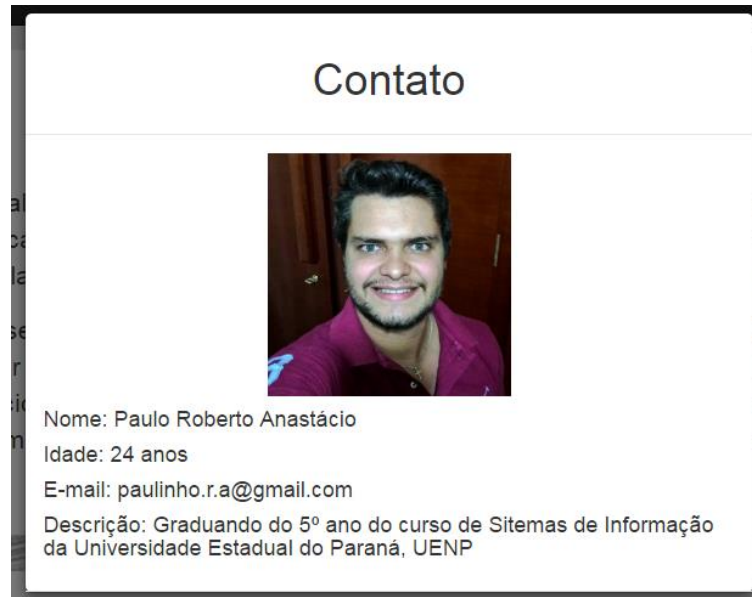 Contato
Nome: Paulo Roberto Anastácio
Idade: 24 anos
E-mail: paulinho.r.a@gmail.com
Descrição: Graduando do 5º ano do curso de Sitemas de Informação
da Universidade Estadual do Paraná, UENP